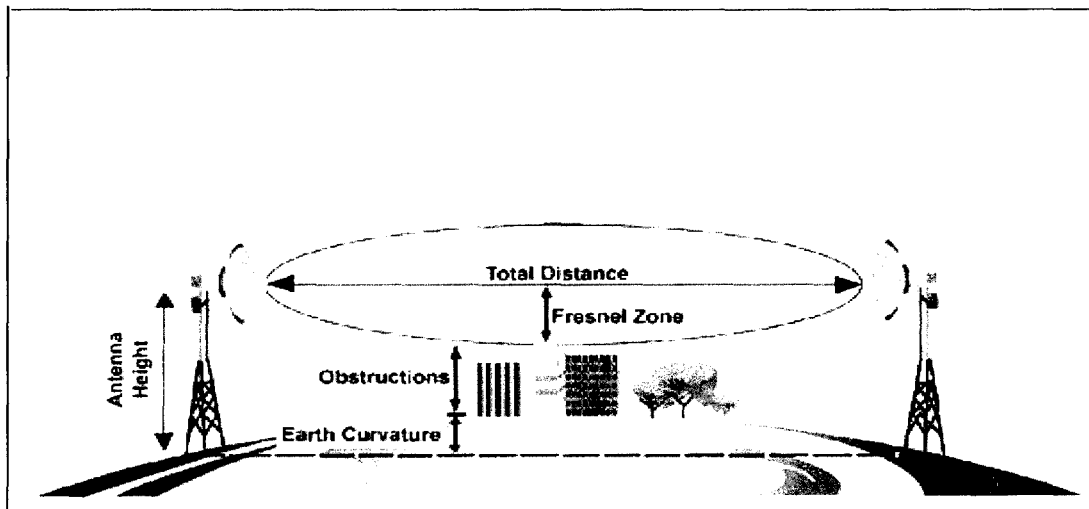 Total Distance
Fresnel Zone
Antenna
Height
Obstructions
Earth Curvature